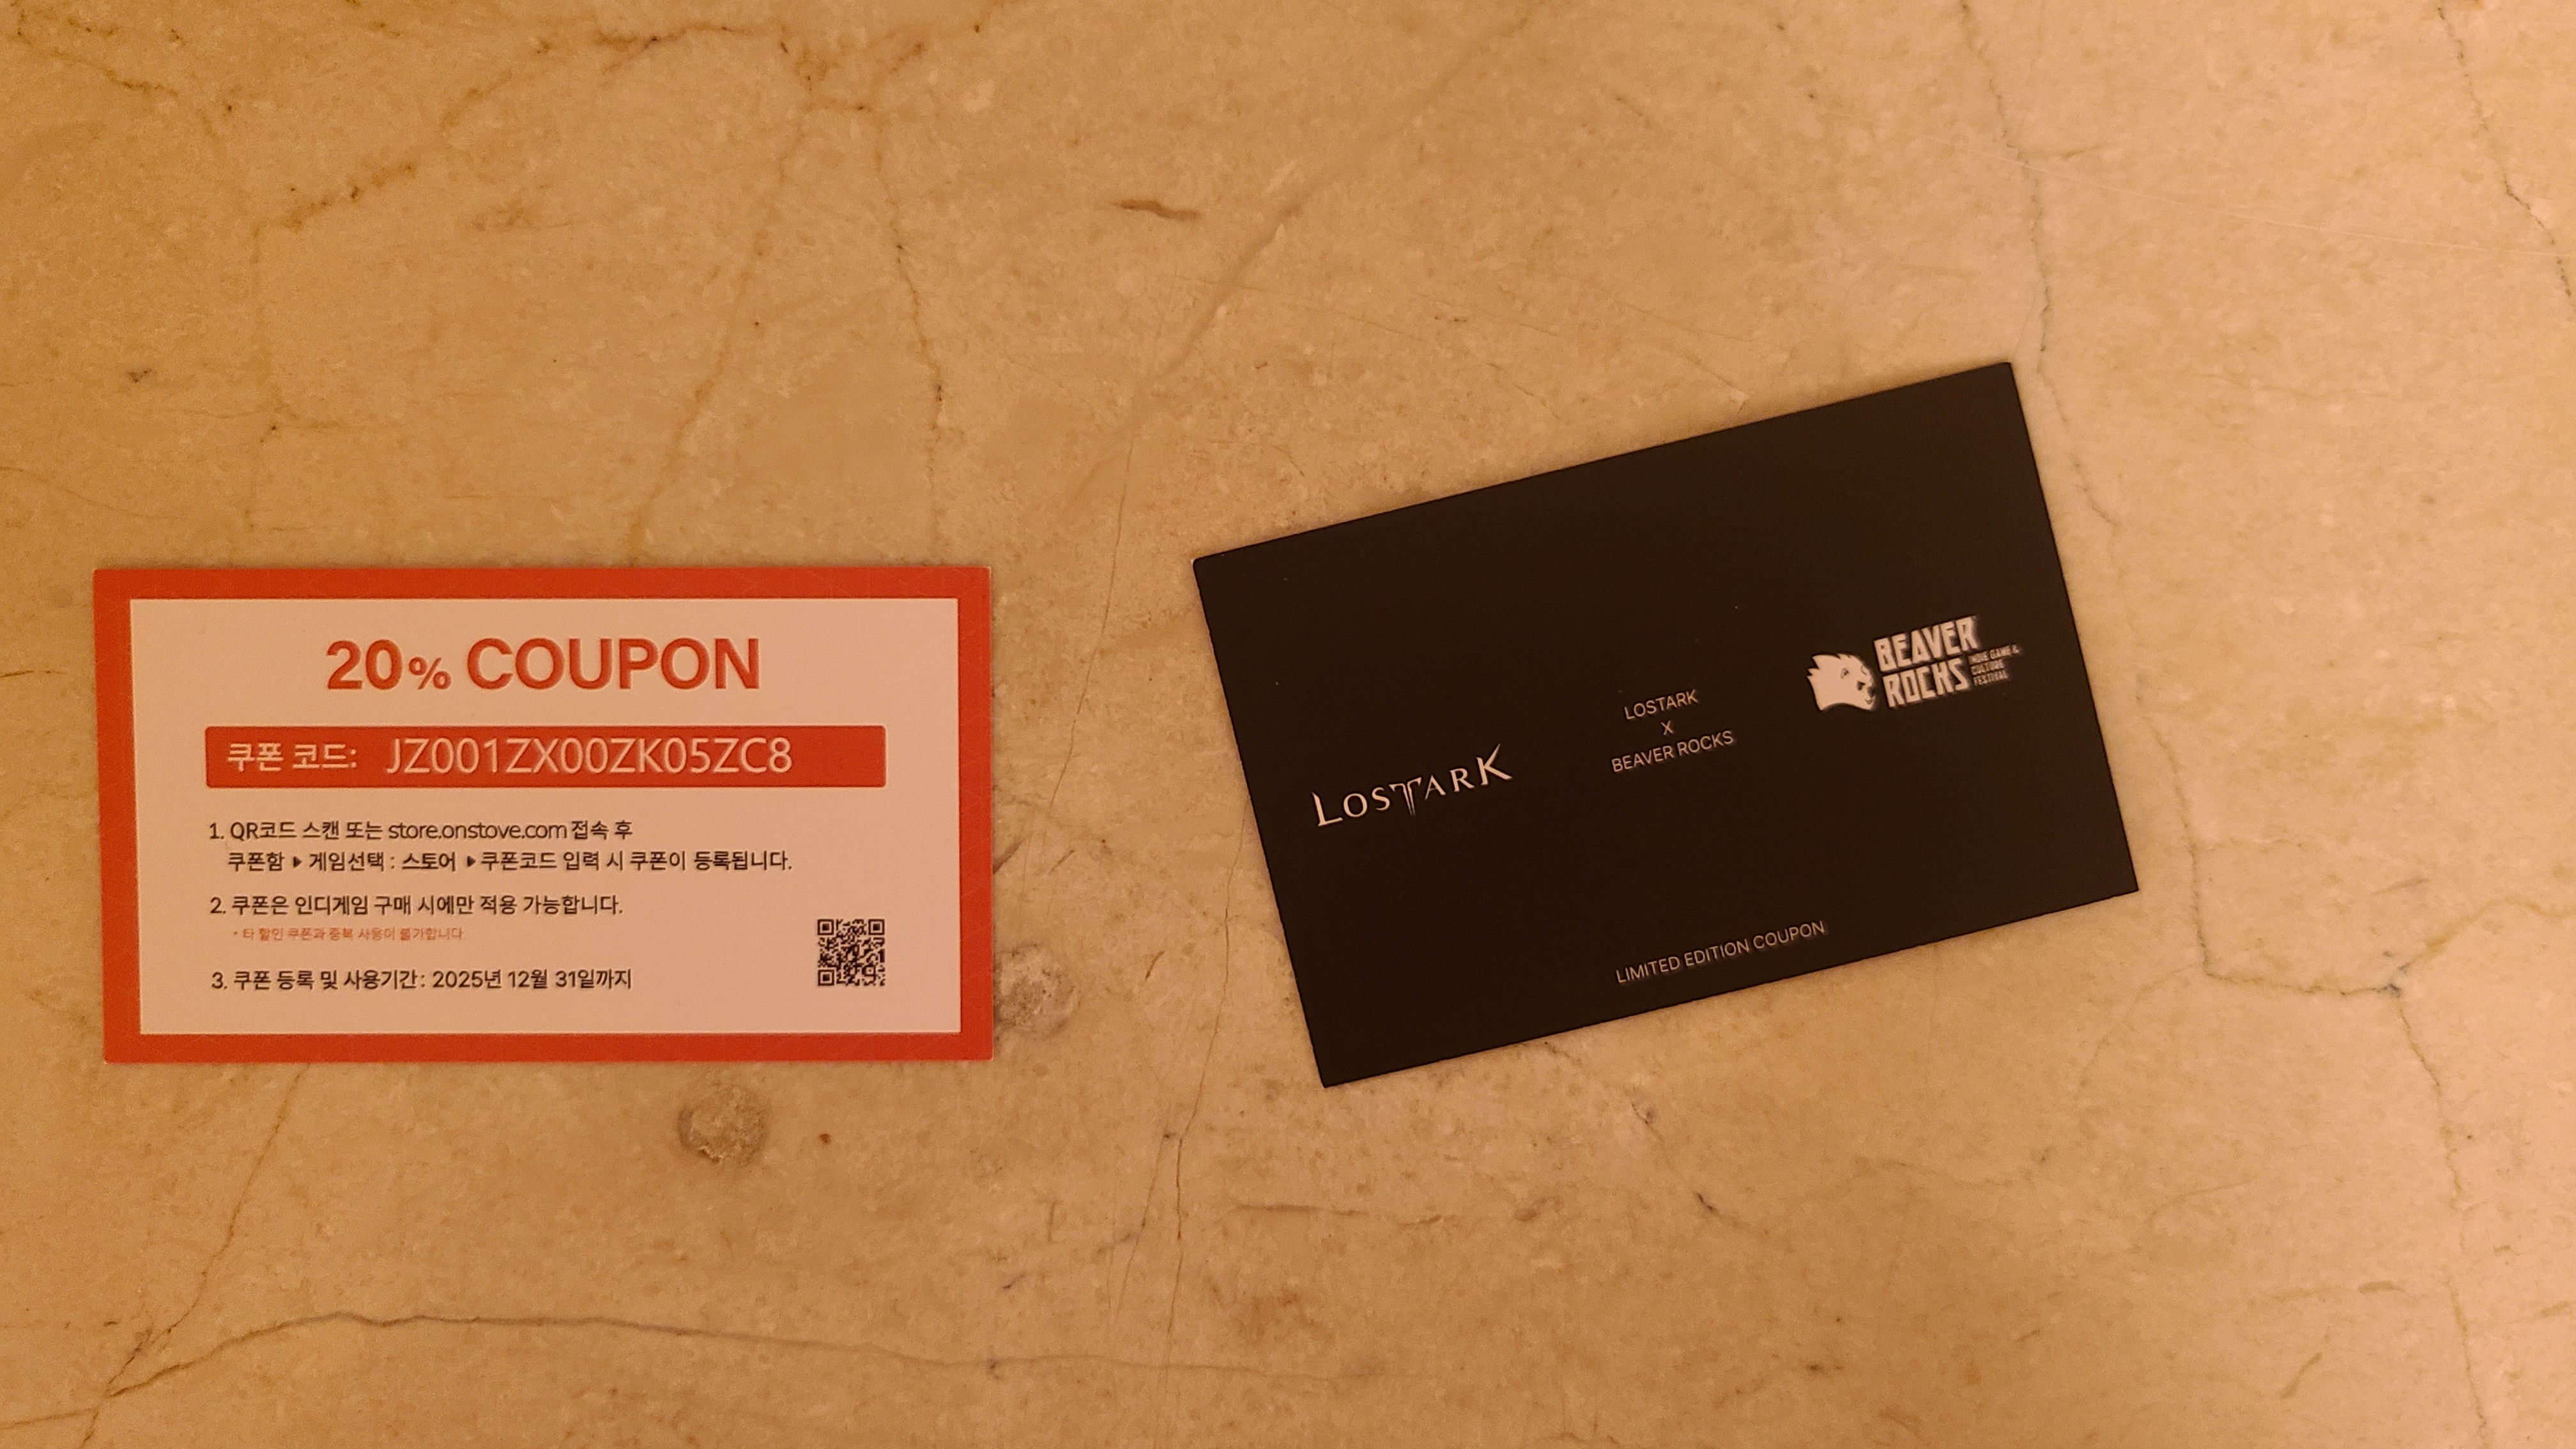 20% COUPON
쿠폰 코드: JZ001ZX00ZK05ZC8
1. QR코드 스캔 또는 store.onstove.com 접속 후
쿠폰함 ▶ 게임선택 : 스토어 ▶ 쿠폰코드 입력 시 쿠폰이 등록됩니다.
2. 쿠폰은 인디게임 구매 시에만 적용 가능합니다.
* 타 할인 쿠폰과 중복 사용이 불가합니다.
3. 쿠폰 등록 및 사용기간 : 2025년 12월 31일까지
LOSTARK
LOSTARK
X
BEAVER ROCKS
BEAVER
ROCKS
INDIE GAME &
CULTURE
FESTIVAL
LIMITED EDITION COUPON